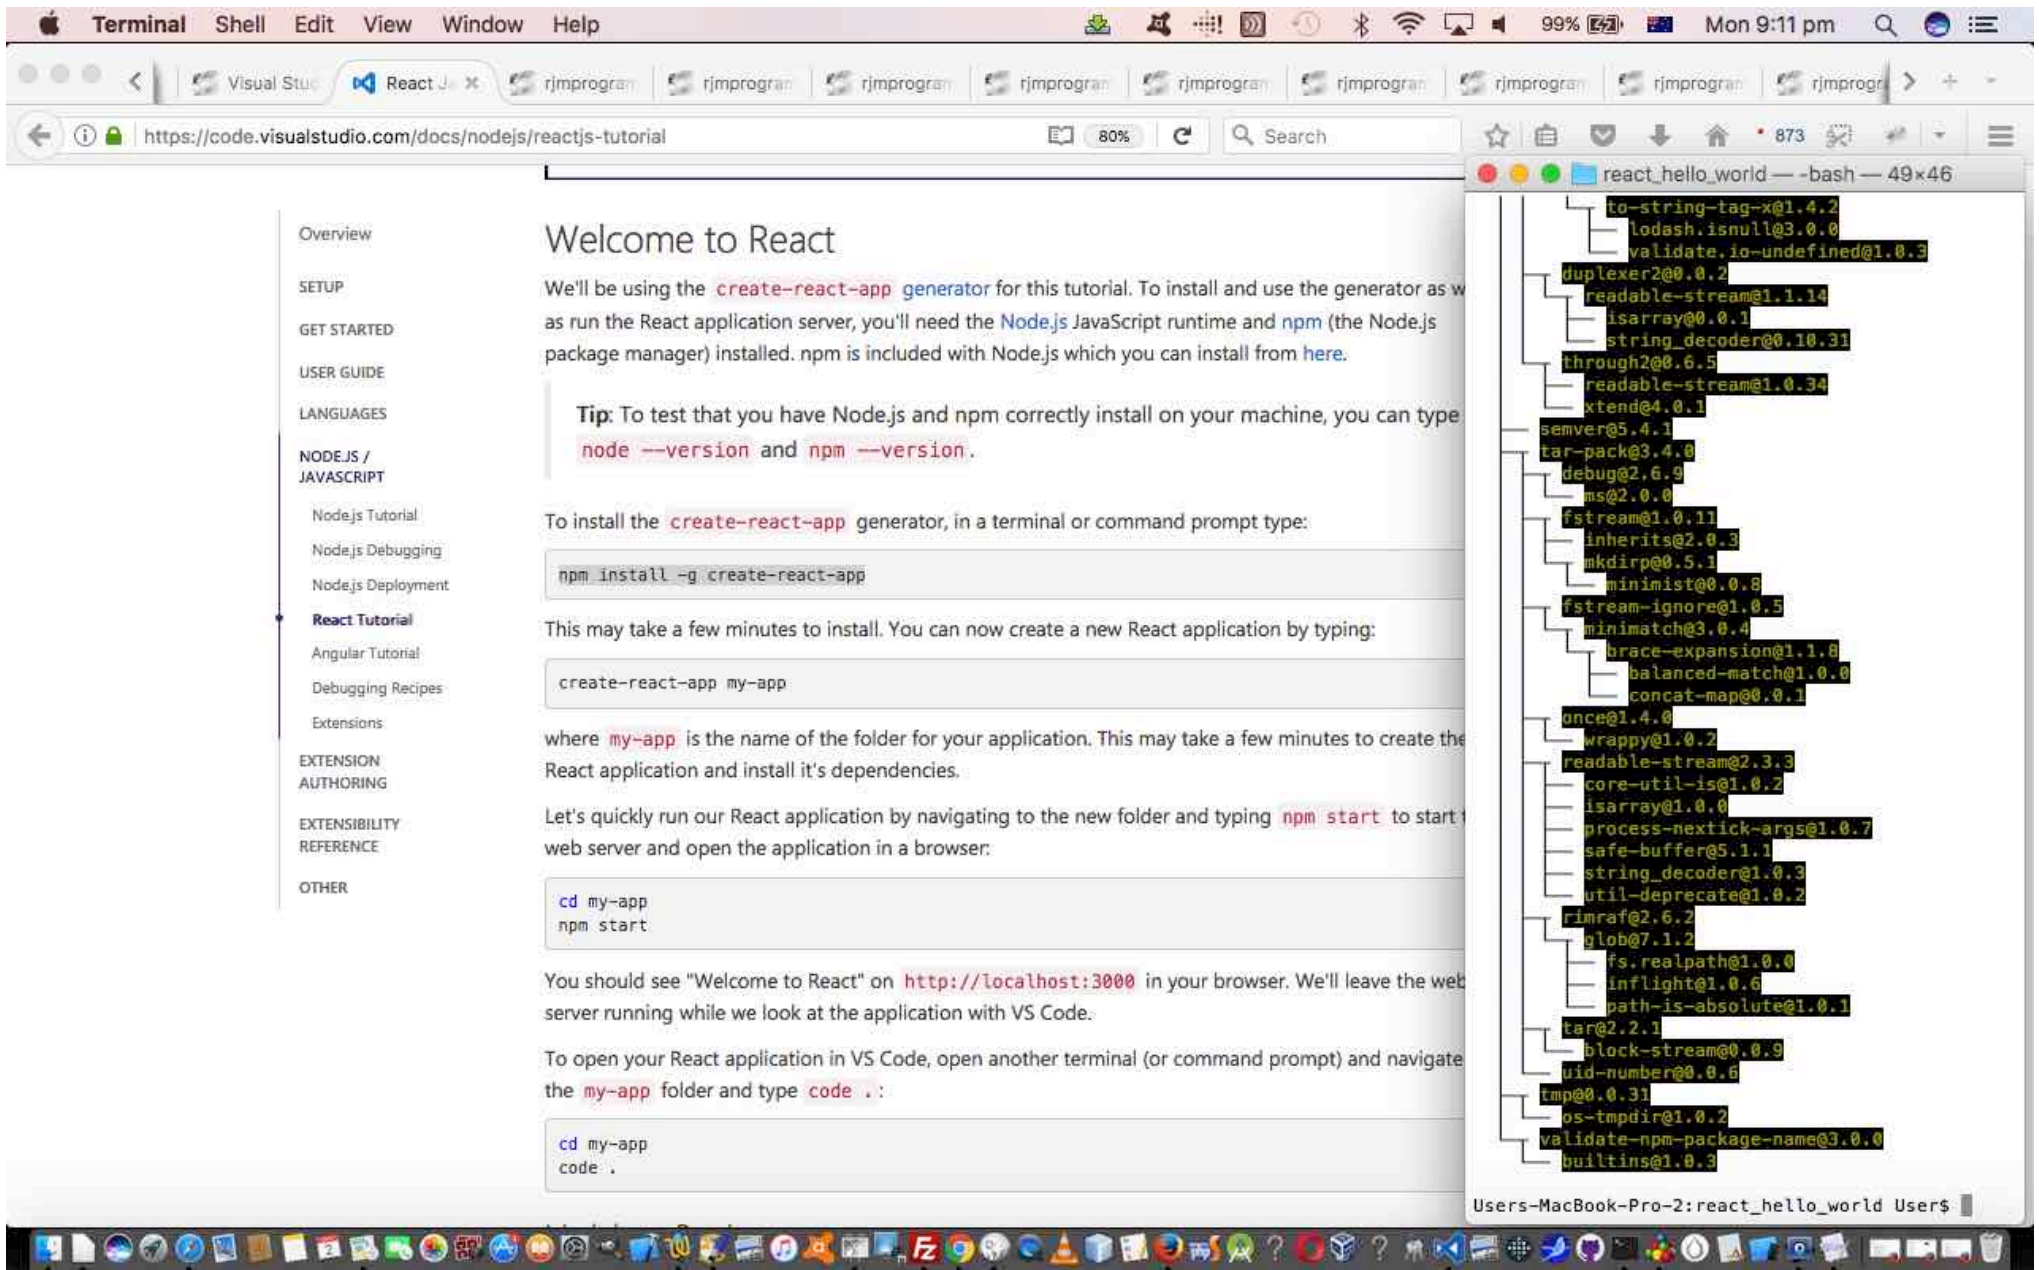 Terminal Shell Edit View Window Help 99% Mon 9:11 pm
Visual Stu React J rjmprogram rjmprogram rjmprogram rjmprogram rjmprogram rjmprogram rjmprogram rjmprogram rjmprogr
https://code.visualstudio.com/docs/nodejs/reactjs-tutorial 80% Search 873
Overview
SETUP
GET STARTED
USER GUIDE
LANGUAGES
NODE.JS /
JAVASCRIPT
Node.js Tutorial
Node.js Debugging
Node.js Deployment
React Tutorial
Angular Tutorial
Debugging Recipes
Extensions
EXTENSION
AUTHORING
EXTENSIBILITY
REFERENCE
OTHER
Welcome to React
We'll be using the create-react-app generator for this tutorial. To install and use the generator as w
as run the React application server, you'll need the Node.js JavaScript runtime and npm (the Node.js
package manager) installed. npm is included with Node.js which you can install from here.
Tip: To test that you have Node.js and npm correctly install on your machine, you can type
node --version and npm --version.
To install the create-react-app generator, in a terminal or command prompt type:
npm install -g create-react-app
This may take a few minutes to install. You can now create a new React application by typing:
create-react-app my-app
where my-app is the name of the folder for your application. This may take a few minutes to create the
React application and install it's dependencies.
Let's quickly run our React application by navigating to the new folder and typing npm start to start
web server and open the application in a browser:
cd my-app
npm start
You should see "Welcome to React" on http://localhost:3000 in your browser. We'll leave the web
server running while we look at the application with VS Code.
To open your React application in VS Code, open another terminal (or command prompt) and navigate
the my-app folder and type code . :
cd my-app
code .
react_hello_world — -bash — 49×46
to-string-tag-x@1.4.2
lodash.isnull@3.0.0
validate.io-undefined@1.0.3
duplexer2@0.0.2
readable-stream@1.1.14
isarray@0.0.1
string_decoder@0.10.31
through2@0.6.5
readable-stream@1.0.34
xtend@4.0.1
semver@5.4.1
tar-pack@3.4.0
debug@2.6.9
ms@2.0.0
fstream@1.0.11
inherits@2.0.3
mkdirp@0.5.1
minimist@0.0.8
fstream-ignore@1.0.5
minimatch@3.0.4
brace-expansion@1.1.8
balanced-match@1.0.0
concat-map@0.0.1
once@1.4.0
wrappy@1.0.2
readable-stream@2.3.3
core-util-is@1.0.2
isarray@1.0.0
process-nextick-args@1.0.7
safe-buffer@5.1.1
string_decoder@1.0.3
util-deprecate@1.0.2
rimraf@2.6.2
glob@7.1.2
fs.realpath@1.0.0
inflight@1.0.6
path-is-absolute@1.0.1
tar@2.2.1
block-stream@0.0.9
uid-number@0.0.6
tmp@0.0.31
os-tmpdir@1.0.2
validate-npm-package-name@3.0.0
builtins@1.0.3
Users-MacBook-Pro-2:react_hello_world User$